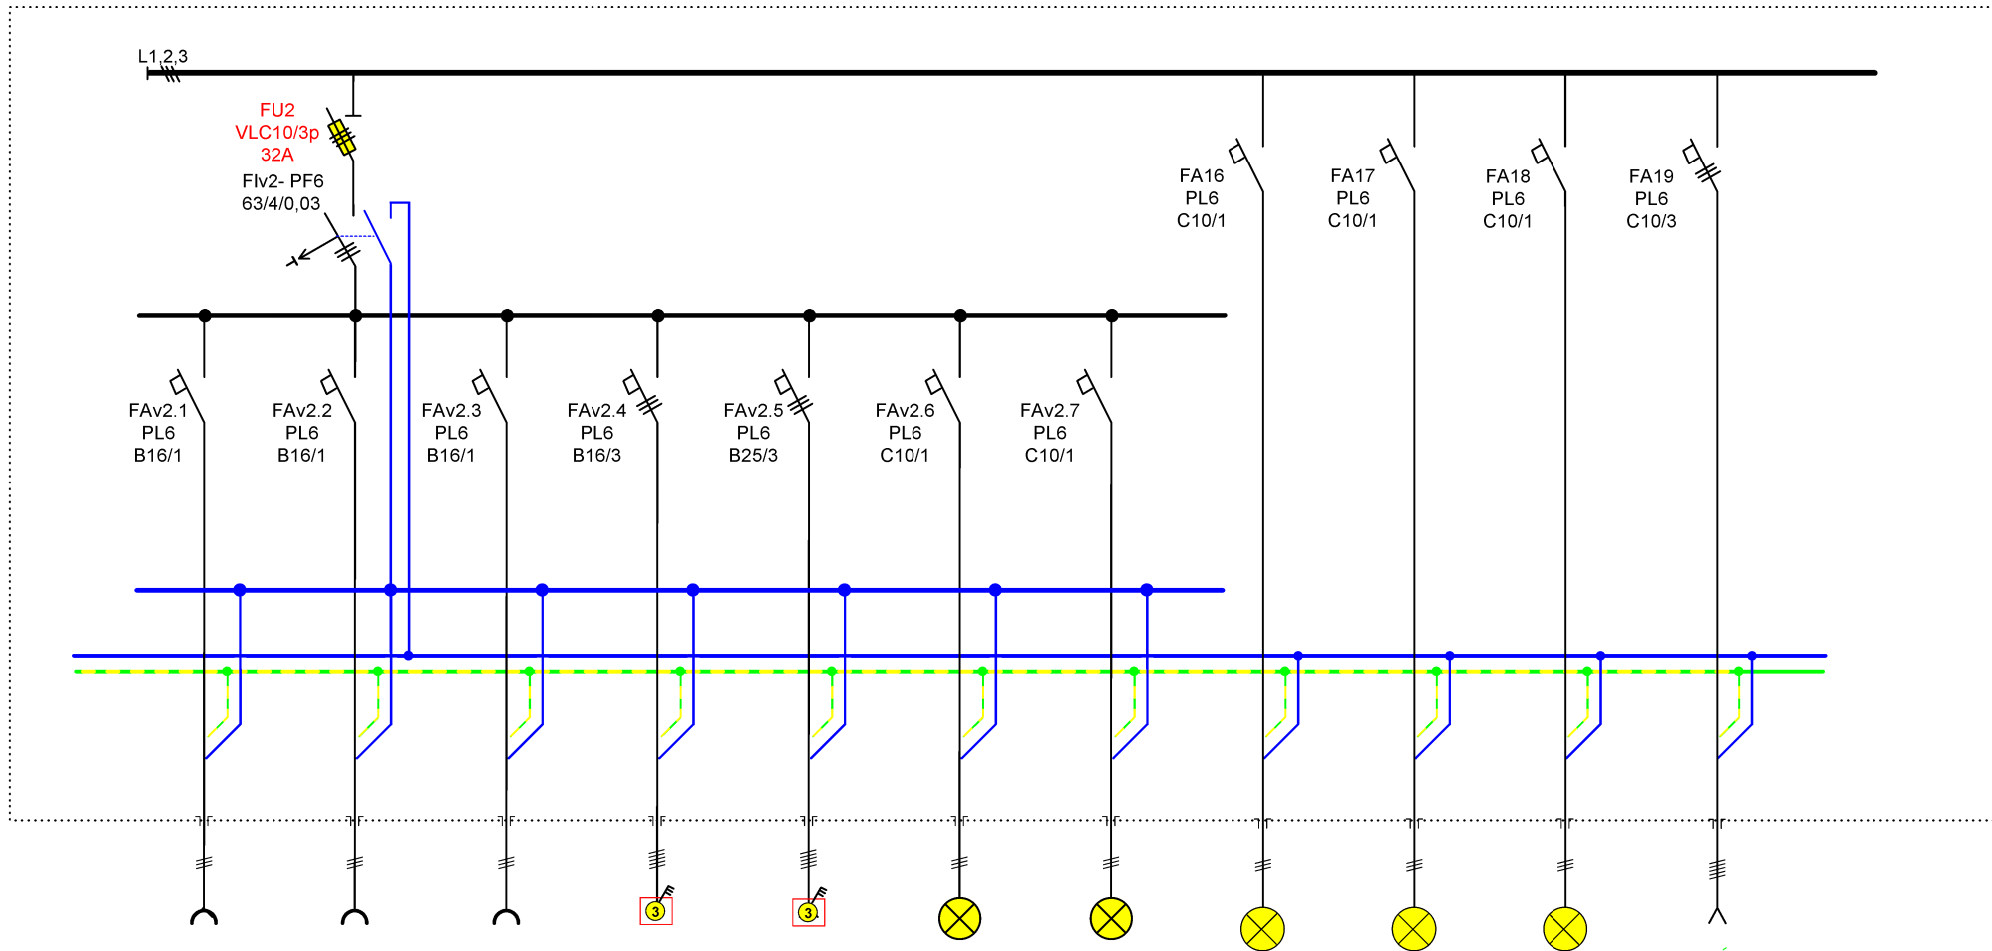 L1,2,3
FU2
VLC10/3p
32A
FIv2- PF6
63/4/0,03
FA16
PL6
C10/1
FA17
PL6
C10/1
FA18
PL6
C10/1
FA19
PL6
C10/3
FAv2.1
PL6
B16/1
FAv2.2
PL6
B16/1
FAv2.3
PL6
B16/1
FAv2.4
PL6
B16/3
FAv2.5
PL6
B25/3
FAv2.6
PL6
C10/1
FAv2.7
PL6
C10/1
3
3